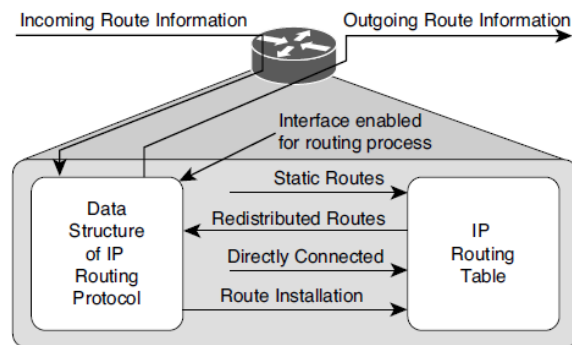 Incoming Route Information
Outgoing Route Information
Interface enabled
for routing process
Data
Structure
of IP
Routing
Protocol
Static Routes
Redistributed Routes
Directly Connected
Route Installation
IP
Routing
Table